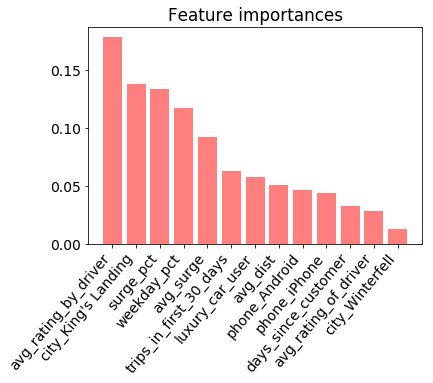 Feature importances
0.15
0.10
0.05
0.00
avg_rating_by_driver
city_King's Landing
surge_pct
weekday_pct
avg_surge
trips_in_first_30_days
luxury_car_user
avg_dist
phone_Android
phone_iPhone
days_since_customer
avg_rating_of_driver
city_Winterfell